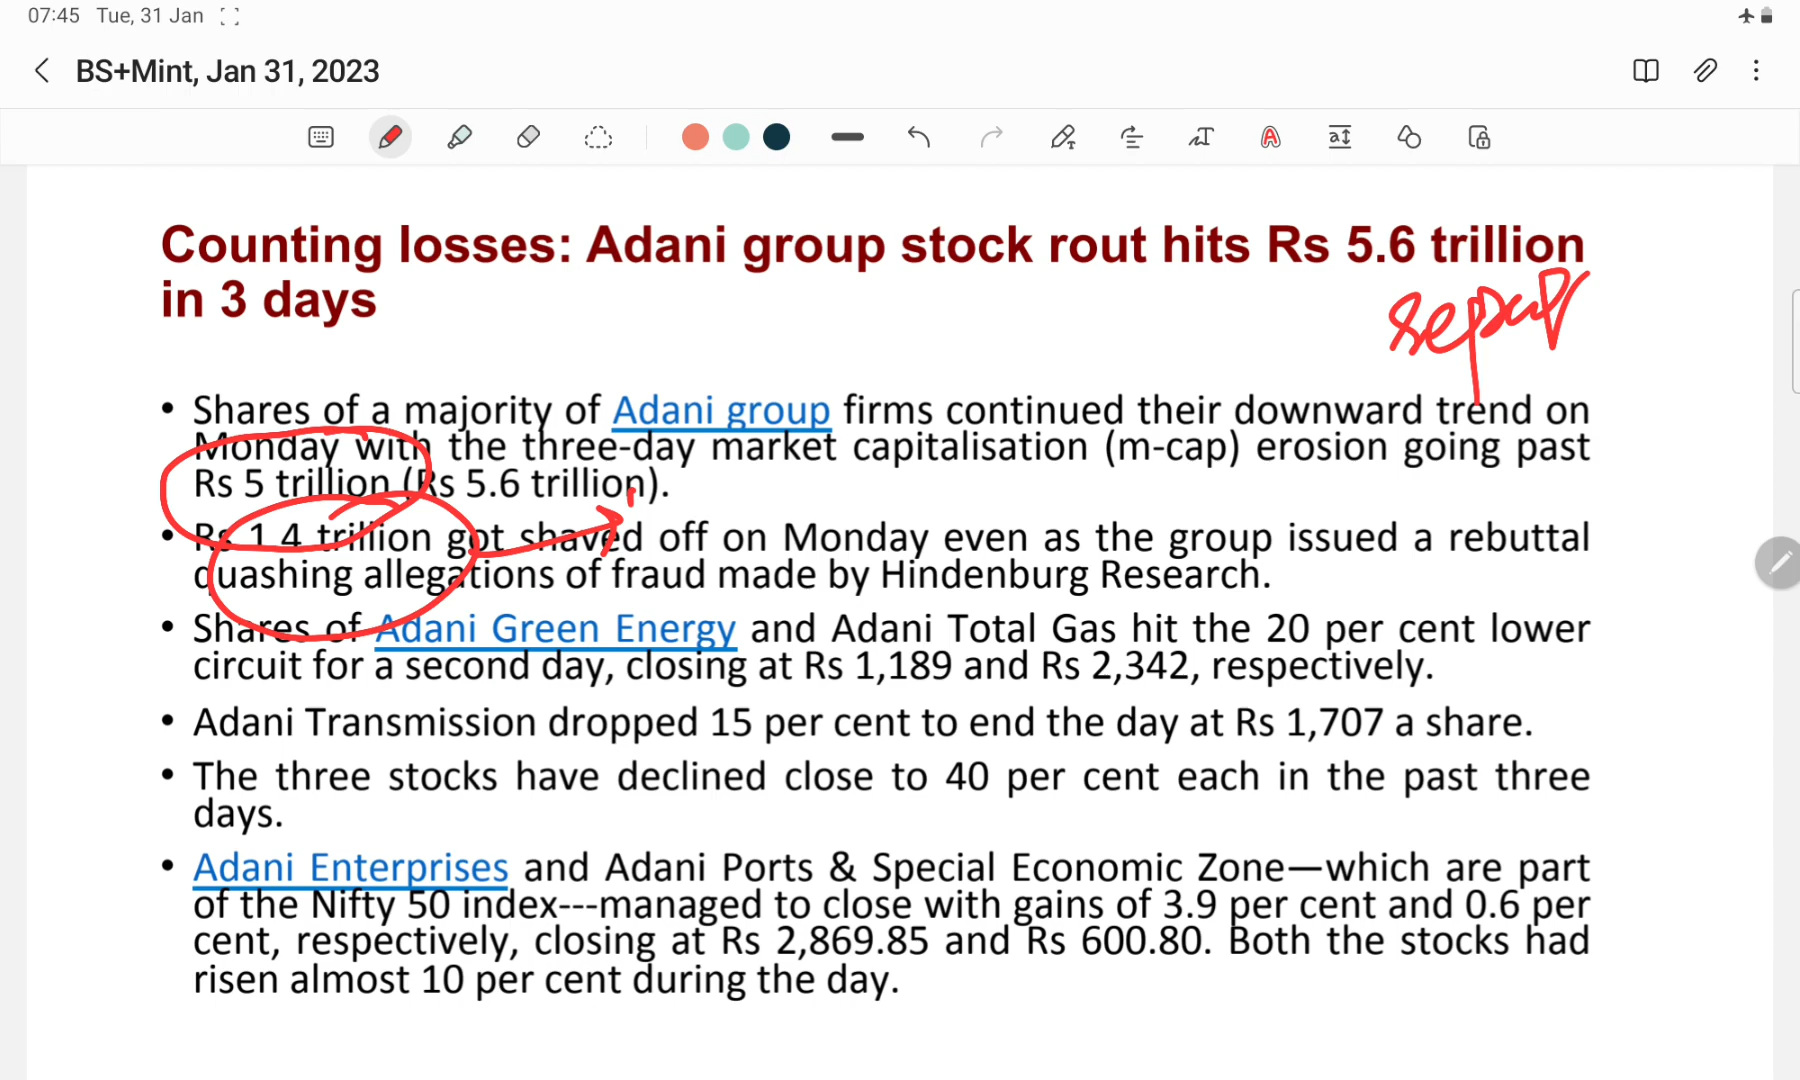 07:45 Tue, 31 Jan
BS+Mint, Jan 31, 2023
Counting losses: Adani group stock rout hits Rs 5.6 trillion
in 3 days
• Shares of a majority of Adani group firms continued their downward trend on
Monday with the three-day market capitalisation (m-cap) erosion going past
Rs 5 trillion (Rs 5.6 trillion).
• Rs 1.4 trillion got shaved off on Monday even as the group issued a rebuttal
quashing allegations of fraud made by Hindenburg Research.
• Shares of Adani Green Energy and Adani Total Gas hit the 20 per cent lower
circuit for a second day, closing at Rs 1,189 and Rs 2,342, respectively.
• Adani Transmission dropped 15 per cent to end the day at Rs 1,707 a share.
• The three stocks have declined close to 40 per cent each in the past three
days.
• Adani Enterprises and Adani Ports & Special Economic Zone—which are part
of the Nifty 50 index---managed to close with gains of 3.9 per cent and 0.6 per
cent, respectively, closing at Rs 2,869.85 and Rs 600.80. Both the stocks had
risen almost 10 per cent during the day.